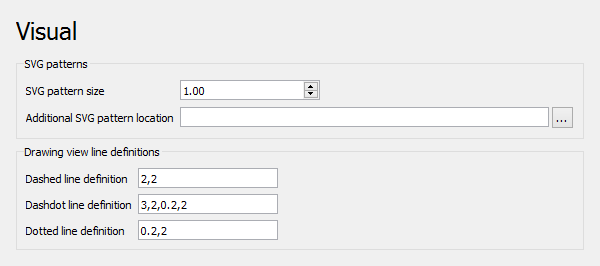 Visual
SVG patterns
SVG pattern size 1.00
Additional SVG pattern location ...
Drawing view line definitions
Dashed line definition 2,2
Dashdot line definition 3,2,0.2,2
Dotted line definition 0.2,2